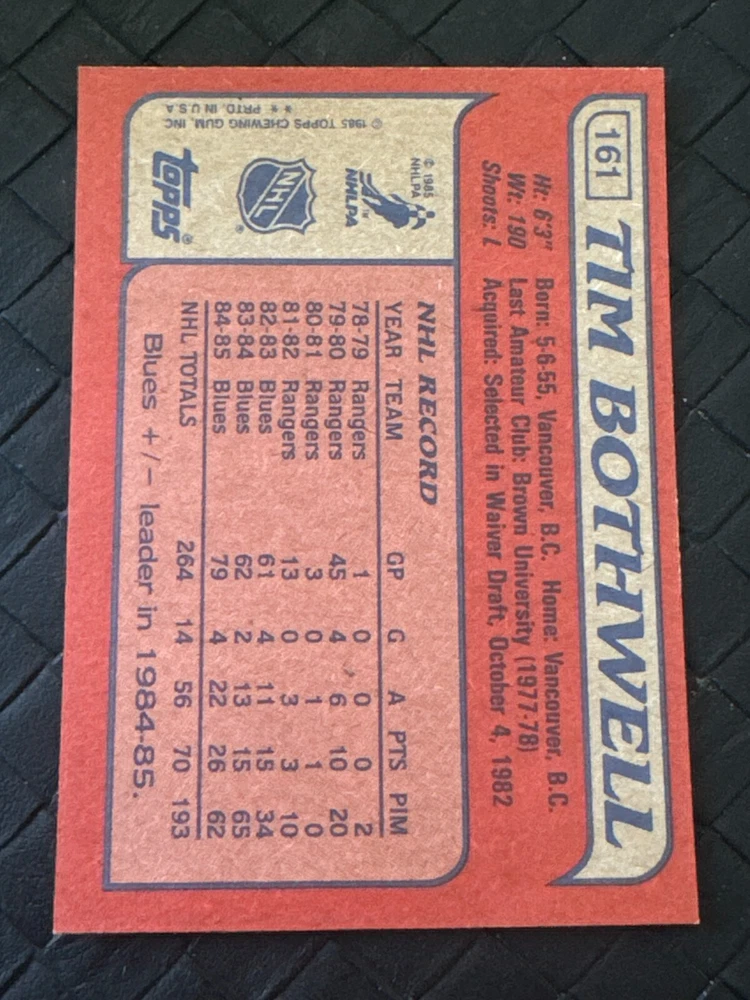 161 TIM BOTHWELL
Ht: 6'3" Born: 5-6-55, Vancouver, B.C. Home: Vancouver, B.C.
Wt: 190 Last Amateur Club: Brown University (1977-78)
Shoots: L Acquired: Selected in Waiver Draft, October 4, 1982
© 1985
NHLPA
NHLPA
TM
NHL
®
topps®
© 1985 TOPPS CHEWING GUM, INC
* * PRTD. IN U.S.A
NHL RECORD
YEAR TEAM GP G A PTS PIM
78-79 Rangers 1 0 0 0 2
79-80 Rangers 45 4 6 10 20
80-81 Rangers 3 0 1 1 0
81-82 Rangers 13 0 3 3 10
82-83 Blues 61 4 11 15 34
83-84 Blues 62 2 13 15 65
84-85 Blues 79 4 22 26 62
NHL TOTALS 264 14 56 70 193
Blues +/- leader in 1984-85.